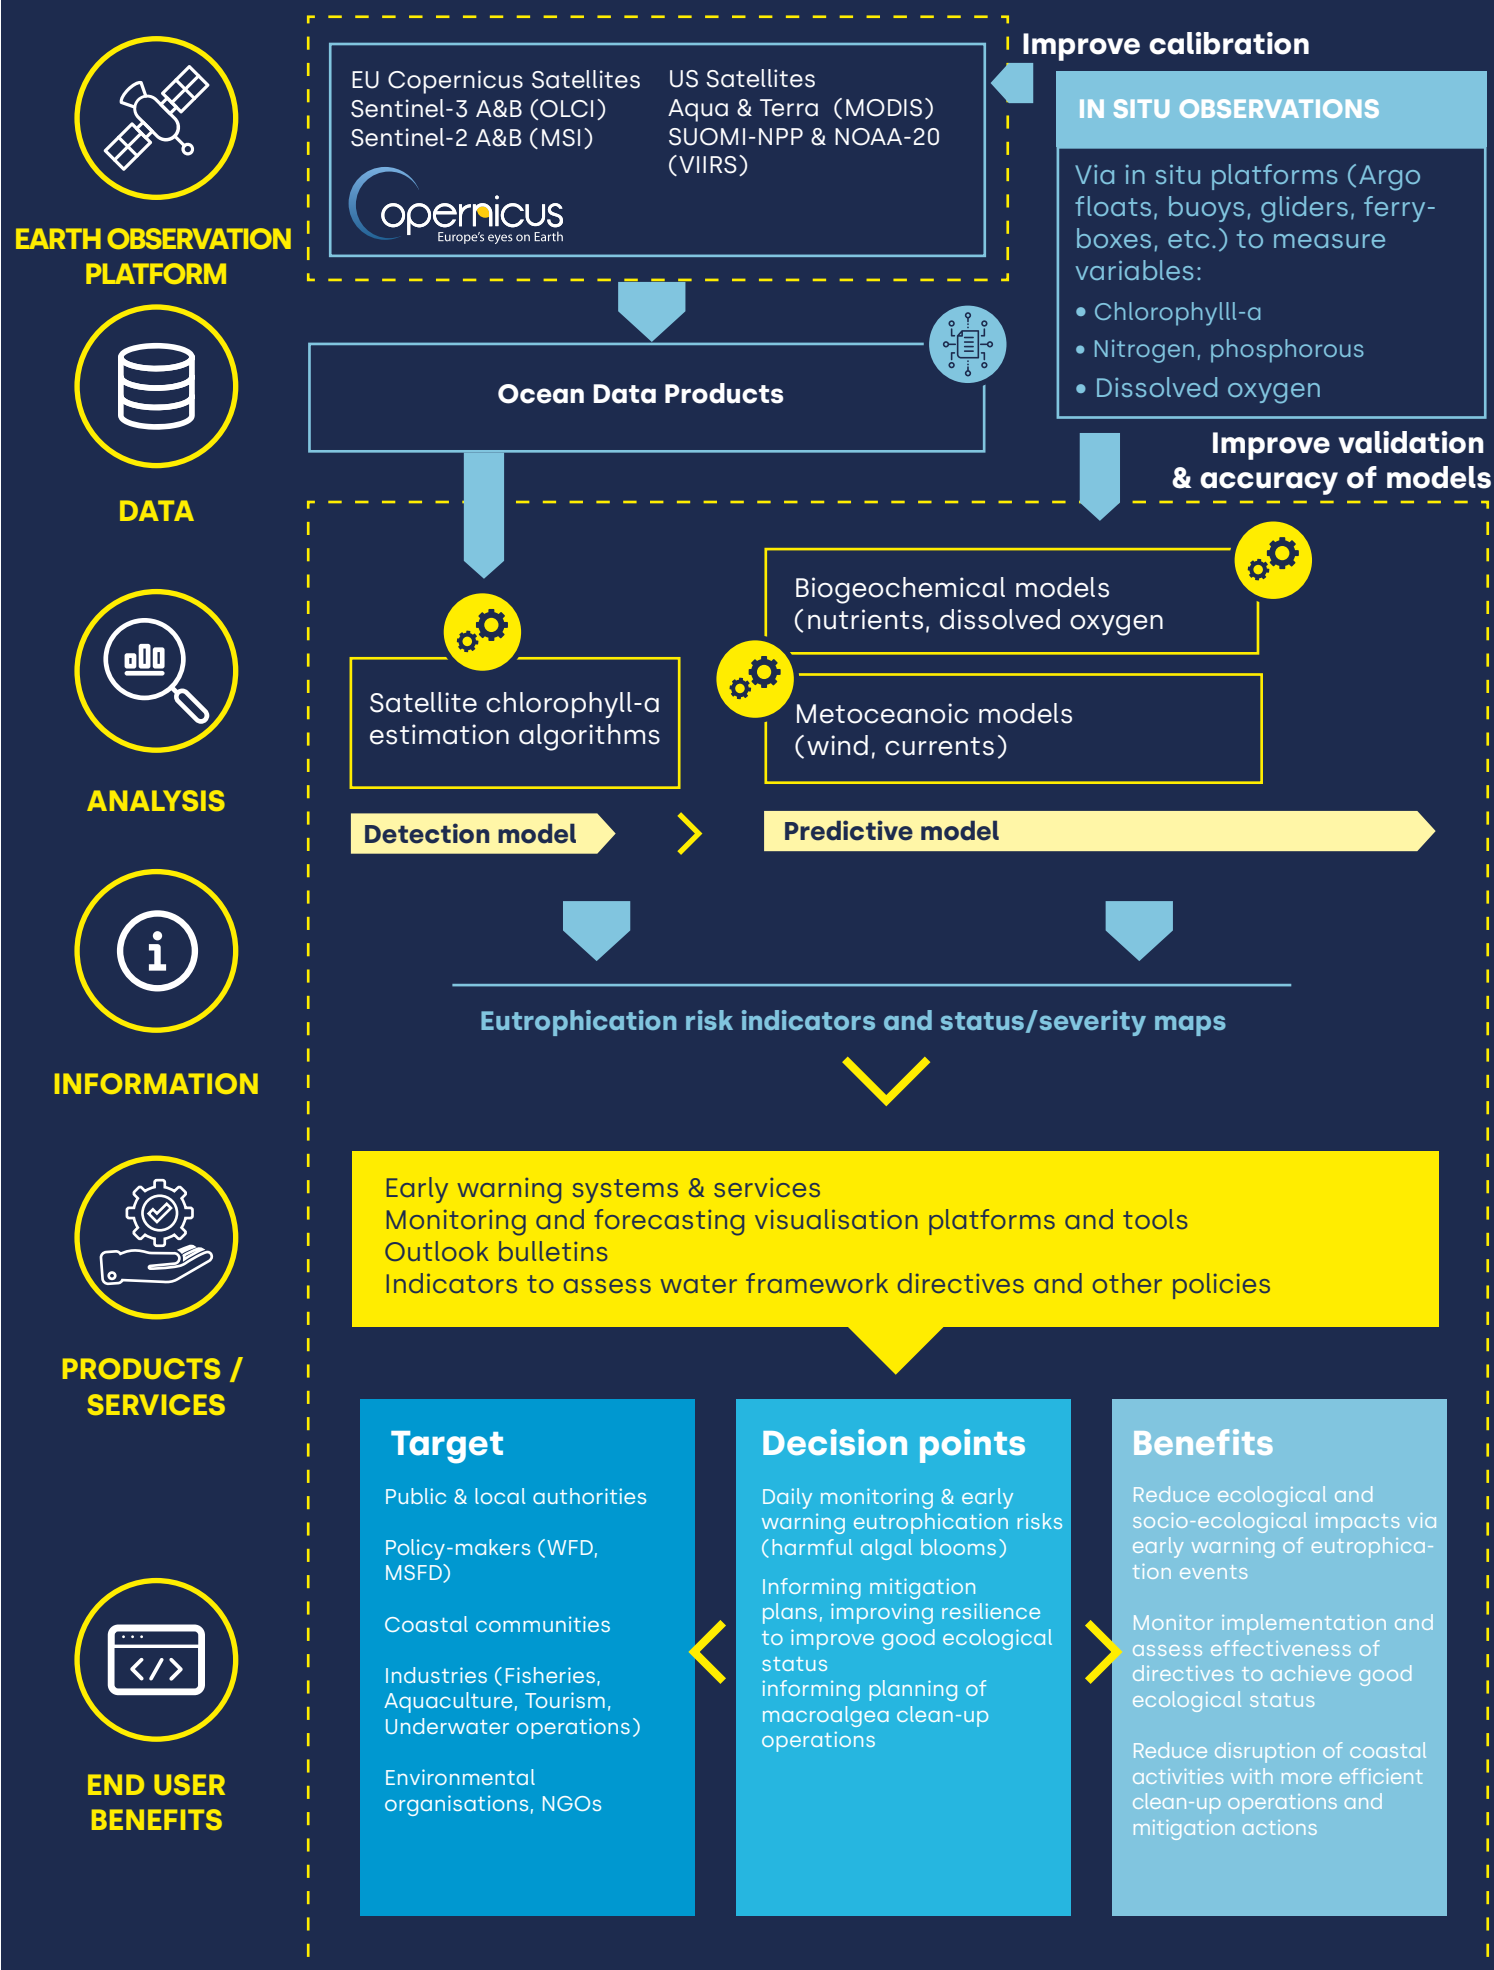 EARTH OBSERVATION
PLATFORM
EU Copernicus Satellites
Sentinel-3 A&B (OLCI)
Sentinel-2 A&B (MSI)
US Satellites
Aqua & Terra (MODIS)
SUOMI-NPP & NOAA-20
(VIIRS)
opernicus
Europe's eyes on Earth
Improve calibration
IN SITU OBSERVATIONS
Via in situ platforms (Argo
floats, buoys, gliders, ferry-
boxes, etc.) to measure
variables:
• Chlorophylll-a
• Nitrogen, phosphorous
• Dissolved oxygen
Improve validation
& accuracy of models
DATA
Ocean Data Products
ANALYSIS
Satellite chlorophyll-a
estimation algorithms
Biogeochemical models
(nutrients, dissolved oxygen
Metoceanoic models
(wind, currents)
Detection model
Predictive model
INFORMATION
Eutrophication risk indicators and status/severity maps
PRODUCTS /
SERVICES
Early warning systems & services
Monitoring and forecasting visualisation platforms and tools
Outlook bulletins
Indicators to assess water framework directives and other policies
END USER
BENEFITS
Target
Public & local authorities
Policy-makers (WFD,
MSFD)
Coastal communities
Industries (Fisheries,
Aquaculture, Tourism,
Underwater operations)
Environmental
organisations, NGOs
Decision points
Daily monitoring & early
warning eutrophication risks
(harmful algal blooms)
Informing mitigation
plans, improving resilience
to improve good ecological
status
informing planning of
macroalgea clean-up
operations
Benefits
Reduce ecological and
socio-ecological impacts via
early warning of eutrophica-
tion events
Monitor implementation and
assess effectiveness of
directives to achieve good
ecological status
Reduce disruption of coastal
activities with more efficient
clean-up operations and
mitigation actions